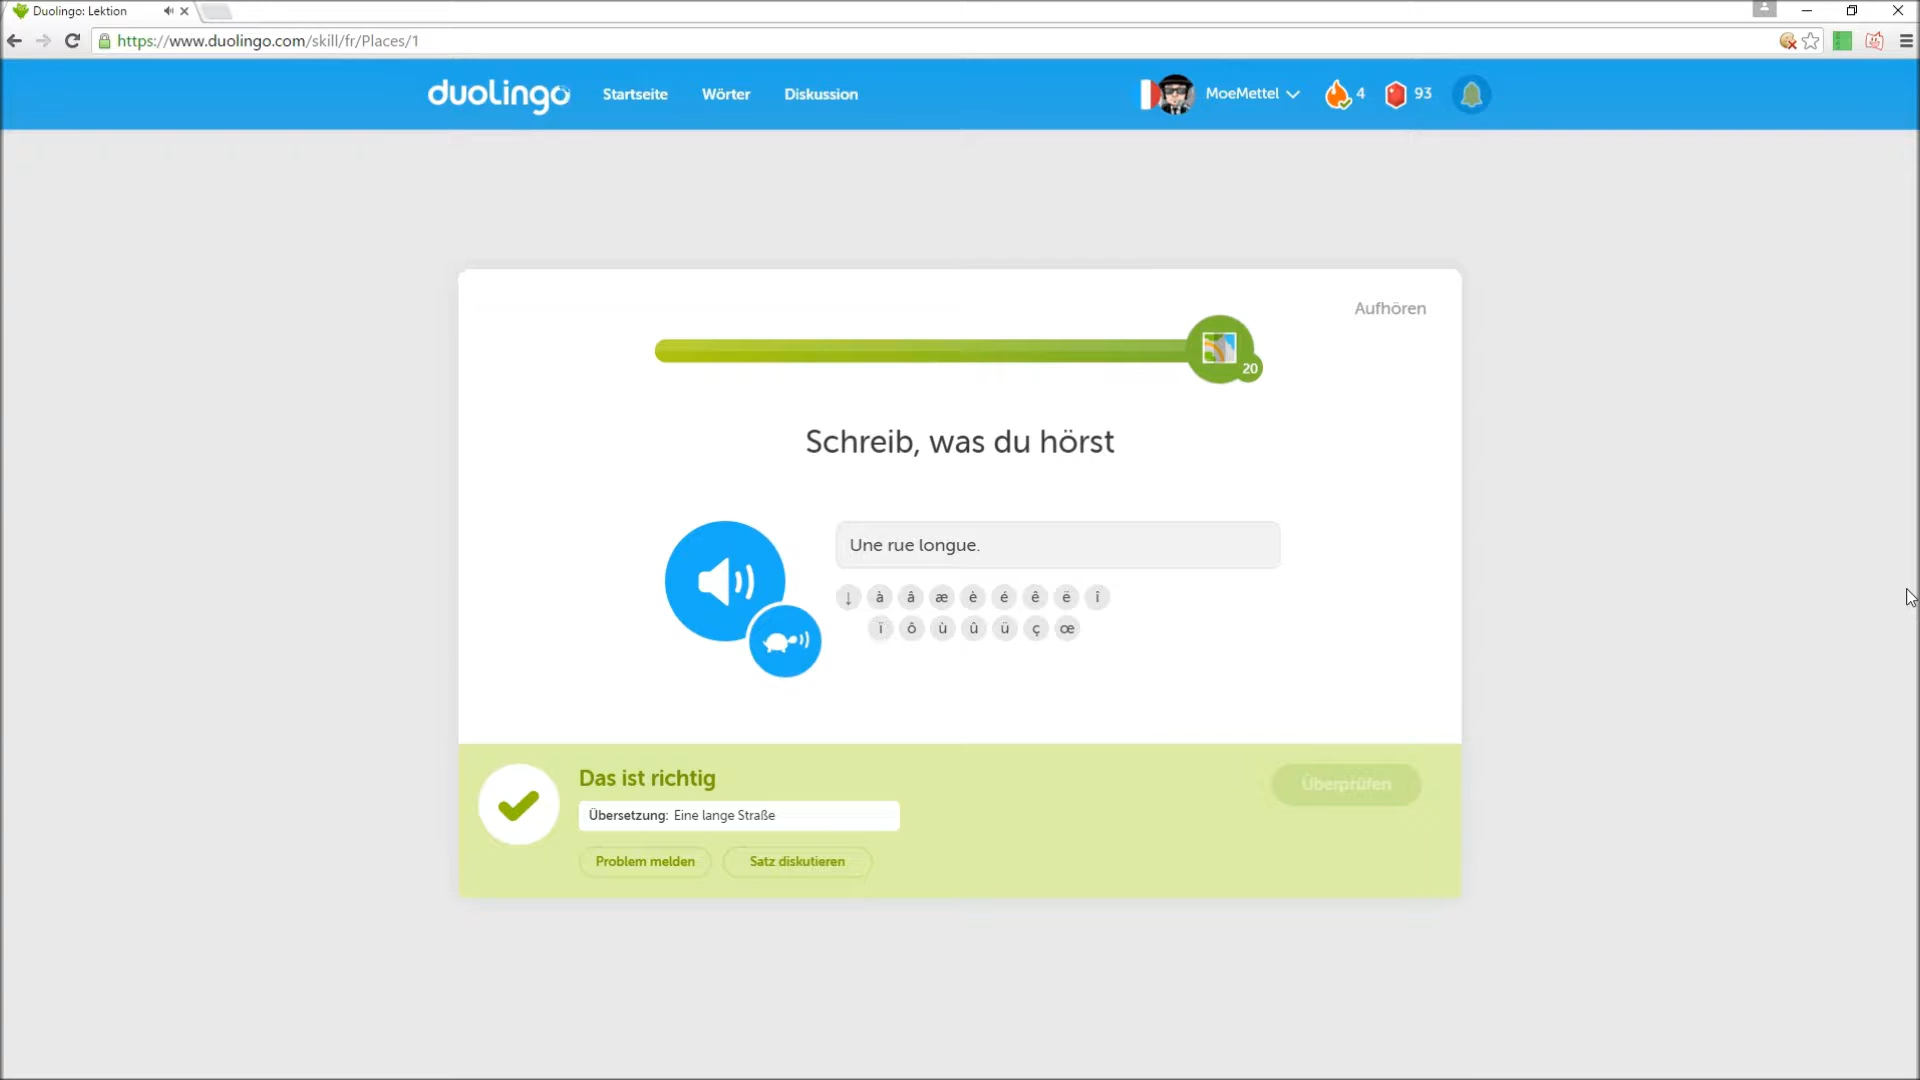 Duolingo: Lektion
https://www.duolingo.com/skill/fr/Places/1
duolingo
Startseite
Wörter
Diskussion
MoeMettel
4
93
Aufhören
20
Schreib, was du hörst
Une rue longue.
↓ à â æ è é ê ë î
ï ô ù û ü ç œ
Das ist richtig
Überprüfen
Übersetzung: Eine lange Straße
Problem melden
Satz diskutieren